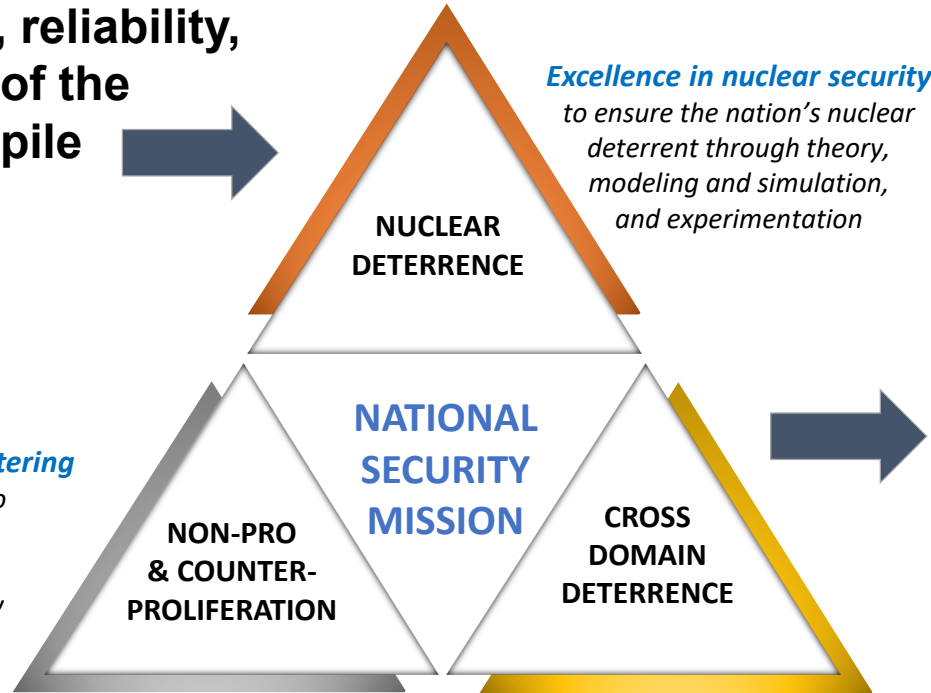 , reliability,
of the
pile
Excellence in nuclear security
to ensure the nation's nuclear
deterrent through theory,
modeling and simulation,
and experimentation
NUCLEAR
DETERRENCE
NATIONAL
SECURITY
MISSION
tering
NON-PRO
& COUNTER-
PROLIFERATION
CROSS
DOMAIN
DETERRENCE